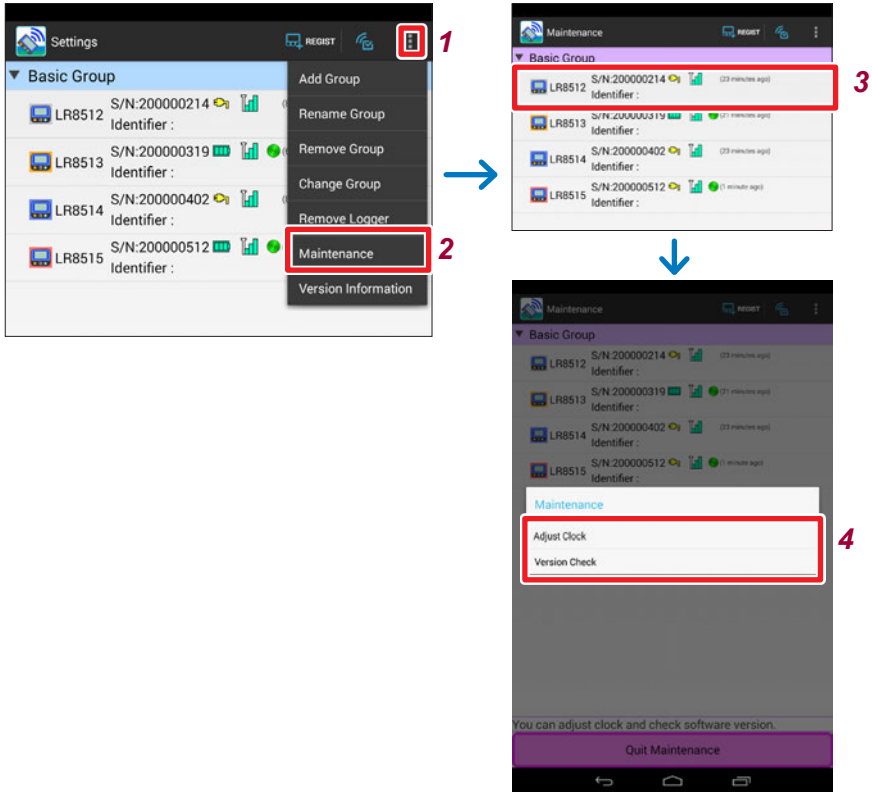 Settings
REGIST
1
Basic Group
Add Group
LR8512
S/N:200000214
Identifier :
Rename Group
LR8513
S/N:200000319
Identifier :
Remove Group
Change Group
LR8514
S/N:200000402
Identifier :
Remove Logger
LR8515
S/N:200000512
Identifier :
Maintenance
2
Version Information
Maintenance
REGIST
Basic Group
LR8512
S/N:200000214
(23 minutes ago)
Identifier :
3
LR8513
S/N:200000319
(21 minutes ago)
Identifier :
LR8514
S/N:200000402
(23 minutes ago)
Identifier :
LR8515
S/N:200000512
(1 minute ago)
Identifier :
Maintenance
REGIST
Basic Group
LR8512
S/N:200000214
(23 minutes ago)
Identifier :
LR8513
S/N:200000319
(21 minutes ago)
Identifier :
LR8514
S/N:200000402
(23 minutes ago)
Identifier :
LR8515
S/N:200000512
(1 minute ago)
Identifier :
Maintenance
Adjust Clock
Version Check
4
You can adjust clock and check software version.
Quit Maintenance